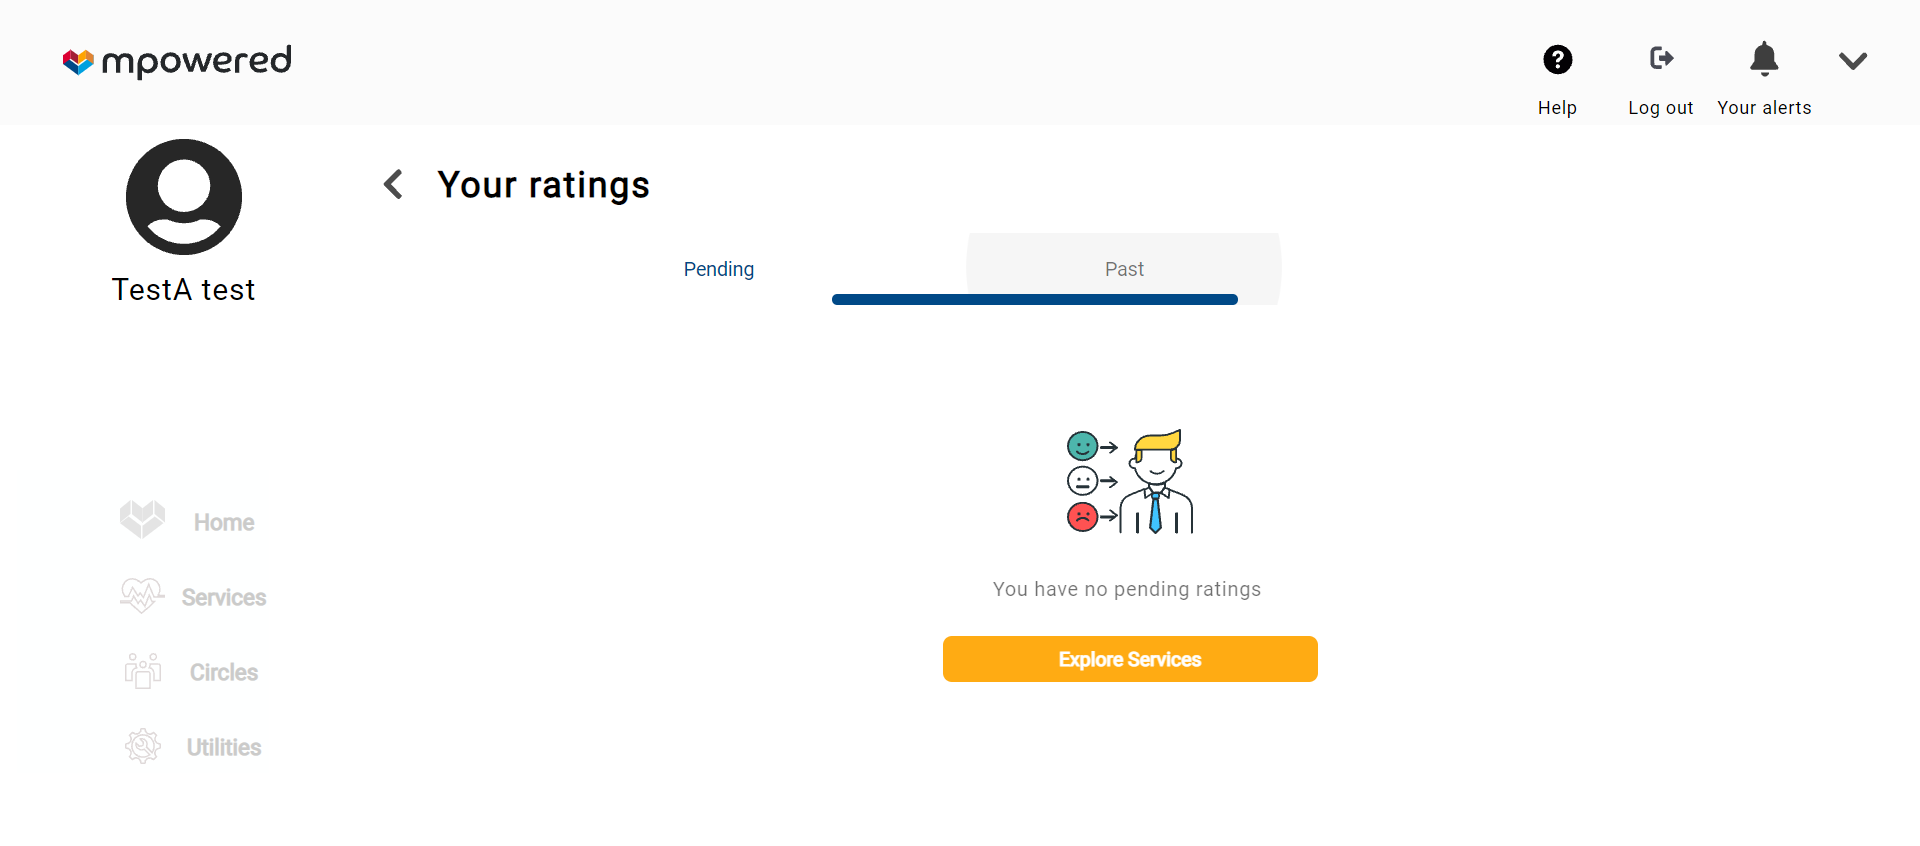 mpowered
Help
Log out
Your alerts
TestA test
Your ratings
Pending
Past
Home
Services
Circles
Utilities
You have no pending ratings
Explore Services